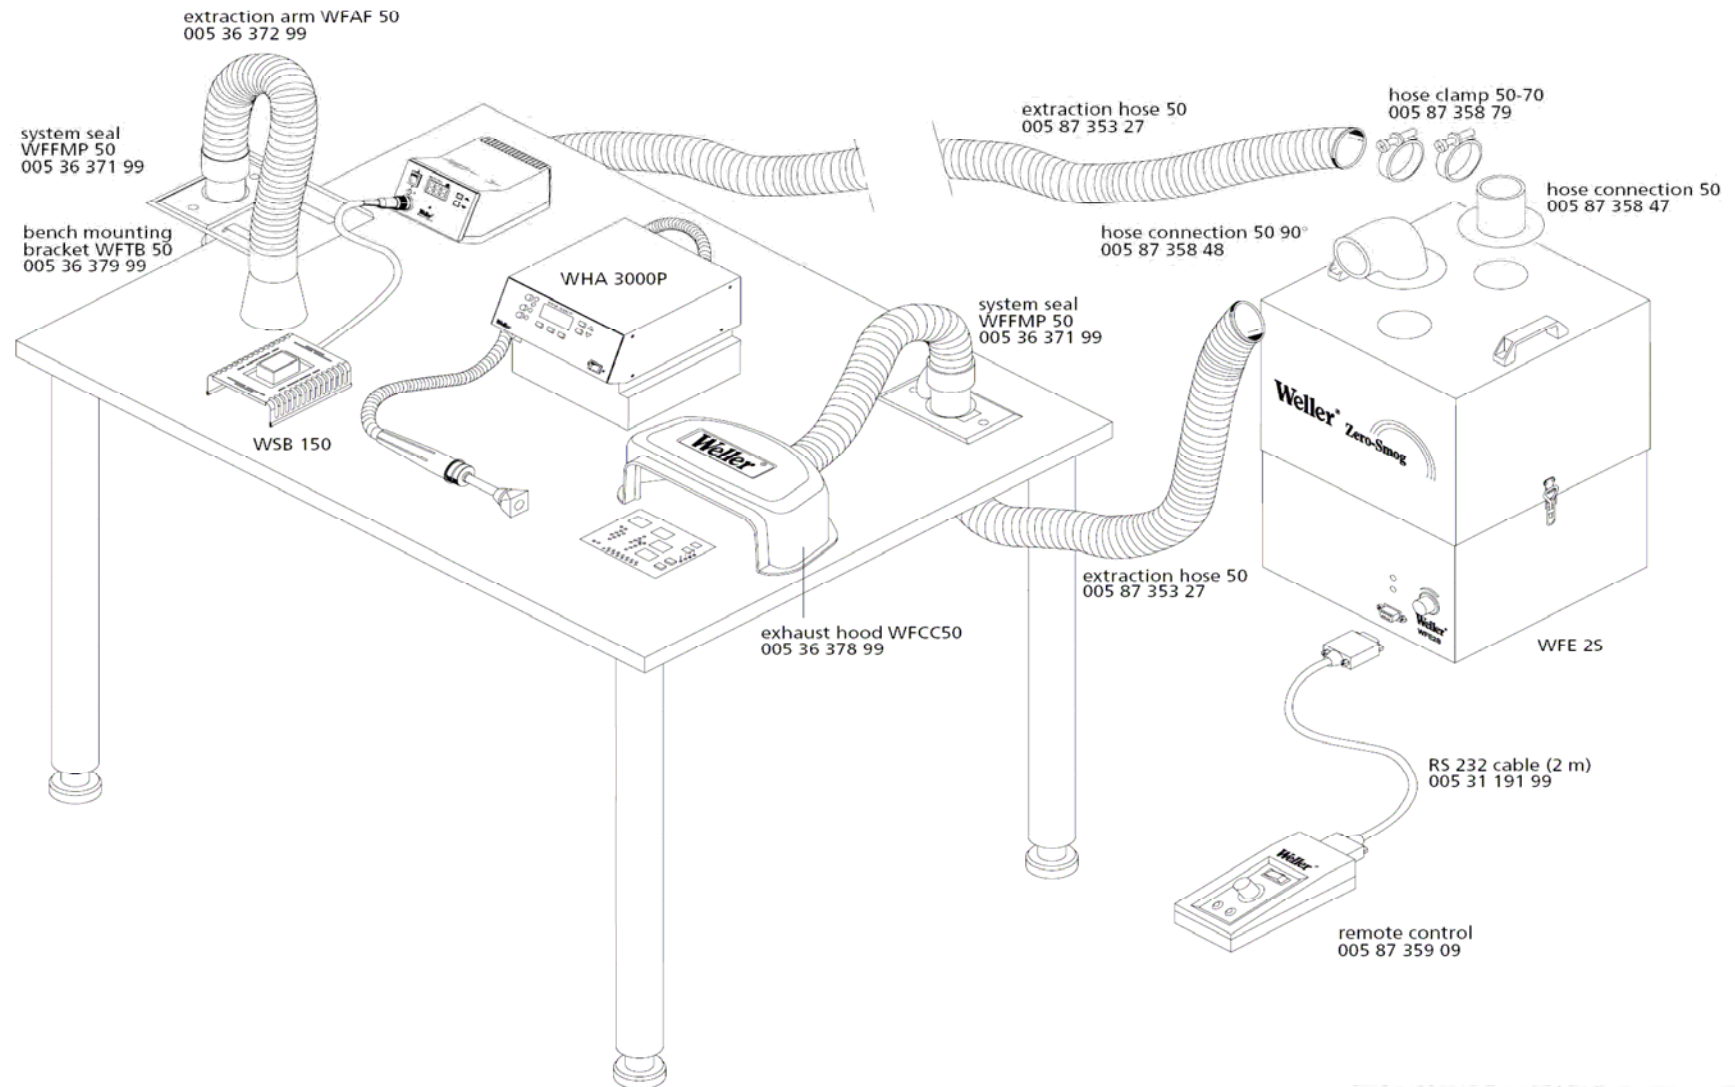 extraction arm WFAF 50
005 36 372 99
system seal
WFFMP 50
005 36 371 99
bench mounting
bracket WFTB 50
005 36 379 99
extraction hose 50
005 87 353 27
hose clamp 50-70
005 87 358 79
hose connection 50
005 87 358 47
hose connection 50 90°
005 87 358 48
WHA 3000P
system seal
WFFMP 50
005 36 371 99
Weller®
Zero-Smog
WSB 150
Weller®
extraction hose 50
005 87 353 27
exhaust hood WFCC50
005 36 378 99
Weller®
WFE 2S
RS 232 cable (2 m)
005 31 191 99
Weller®
remote control
005 87 359 09